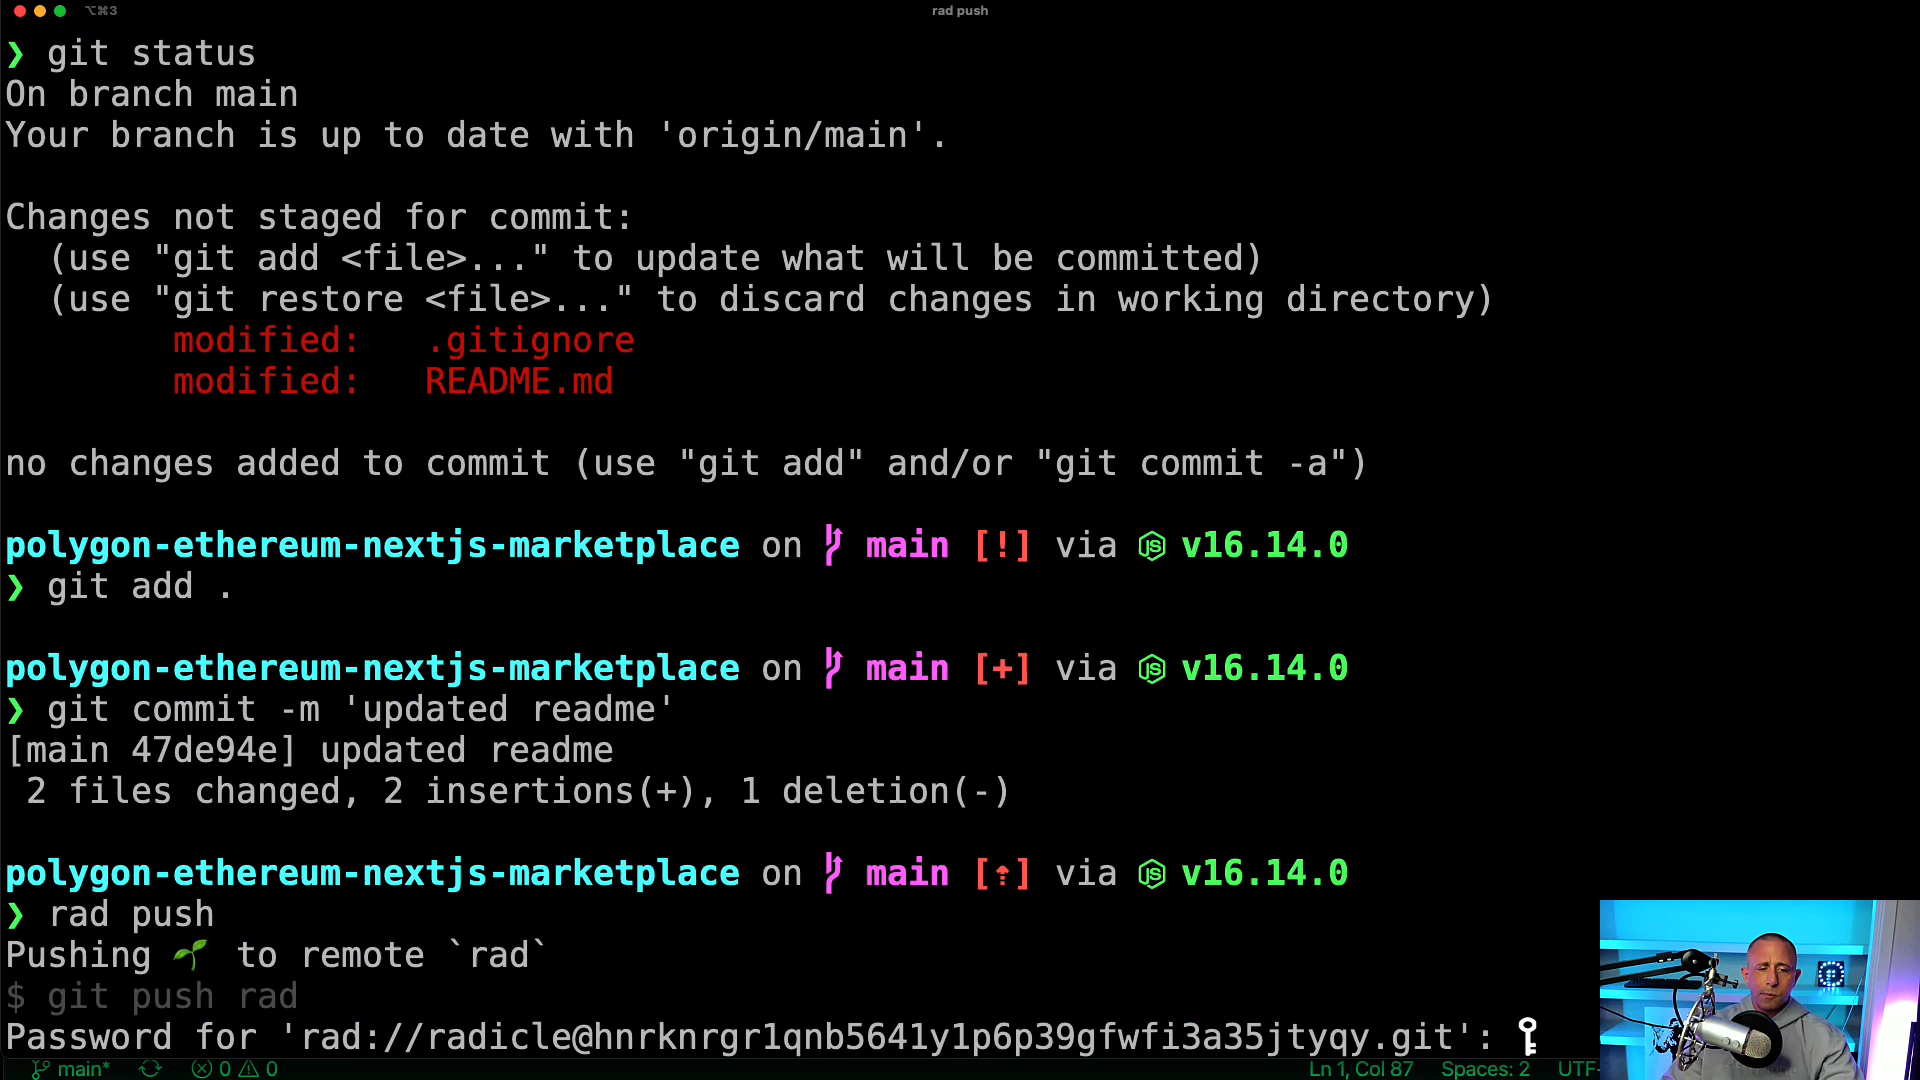 ⌥⌘3
rad push
❯ git status
On branch main
Your branch is up to date with 'origin/main'.
Changes not staged for commit:
  (use "git add <file>..." to update what will be committed)
  (use "git restore <file>..." to discard changes in working directory)
        modified:   .gitignore
        modified:   README.md
no changes added to commit (use "git add" and/or "git commit -a")
polygon-ethereum-nextjs-marketplace on main [!] via v16.14.0
❯ git add .
polygon-ethereum-nextjs-marketplace on main [+] via v16.14.0
❯ git commit -m 'updated readme'
[main 47de94e] updated readme
 2 files changed, 2 insertions(+), 1 deletion(-)
polygon-ethereum-nextjs-marketplace on main [⇡] via v16.14.0
❯ rad push
Pushing 🌱 to remote `rad`
$ git push rad
Password for 'rad://radicle@hnrknrgr1qnb5641y1p6p39gfwfi3a35jtyqy.git':
main* 0 0 Ln 1, Col 87 Spaces: 2 UTF-